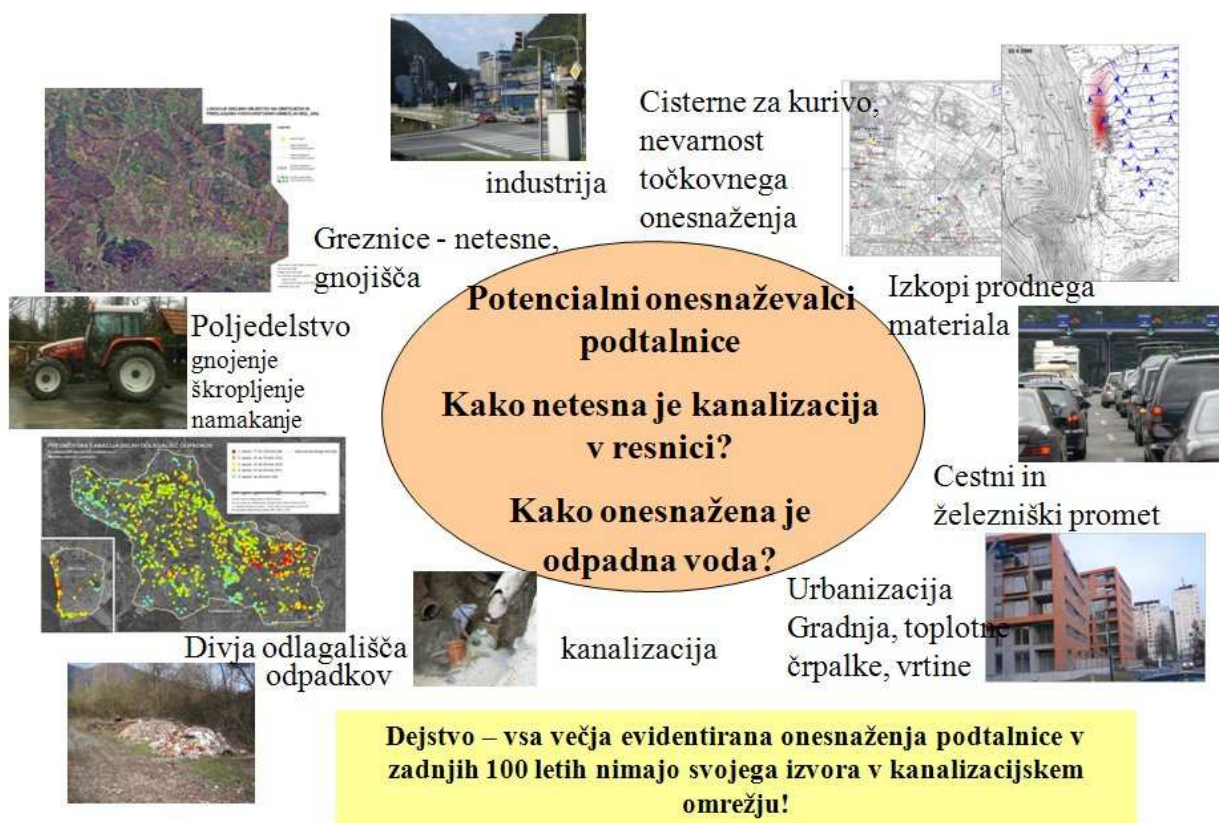 industrija
Cisterne za kurivo,
nevarnost
točkovnega
onesnaženja
Greznice - netesne,
gnojišča
Izkopi prodnega
materiala
Poljedelstvo
gnojenje
škropljenje
namakanje
Potencialni onesnaževalci
podtalnice
Kako netesna je kanalizacija
v resnici?
Kako onesnažena je
odpadna voda?
Cestni in
železniški promet
Urbanizacija
Gradnja, toplotne
črpalke, vrtine
kanalizacija
Divja odlagališča
odpadkov
Dejstvo – vsa večja evidentirana onesnaženja podtalnice v
zadnjih 100 letih nimajo svojega izvora v kanalizacijskem
omrežju!